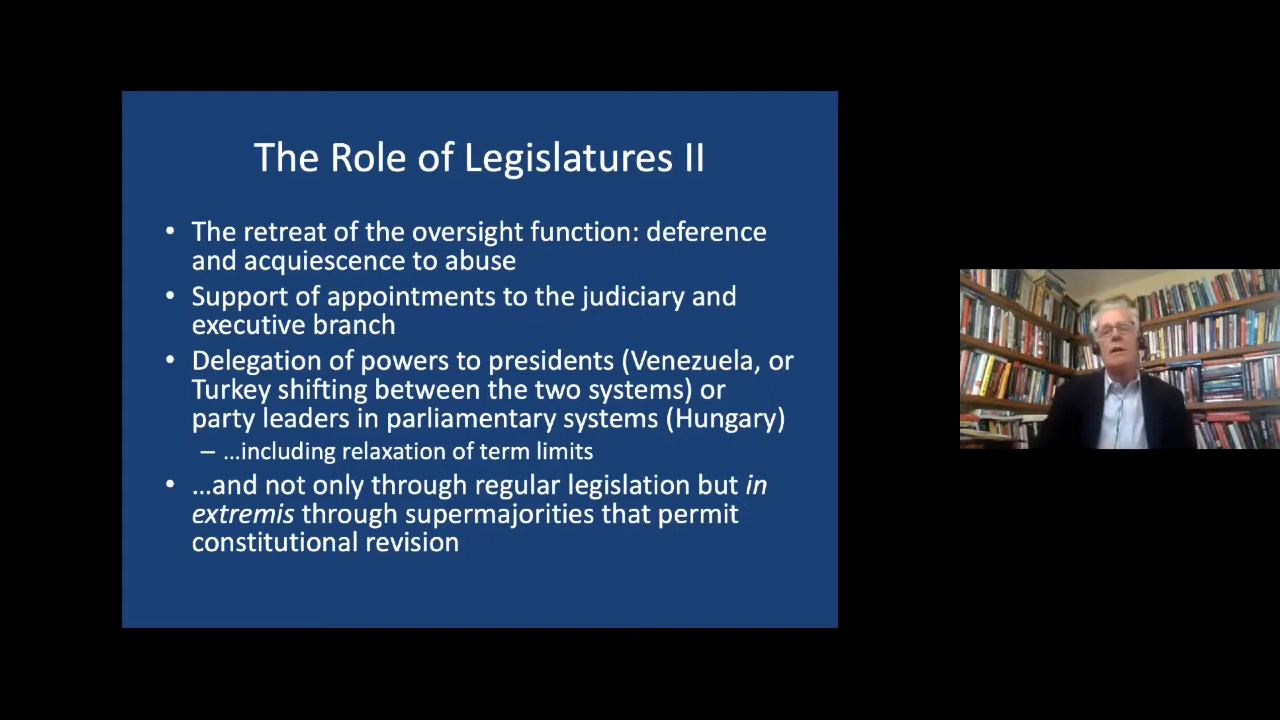 The Role of Legislatures II
• The retreat of the oversight function: deference
and acquiescence to abuse
• Support of appointments to the judiciary and
executive branch
• Delegation of powers to presidents (Venezuela, or
Turkey shifting between the two systems) or
party leaders in parliamentary systems (Hungary)
– …including relaxation of term limits
• …and not only through regular legislation but in
extremis through supermajorities that permit
constitutional revision